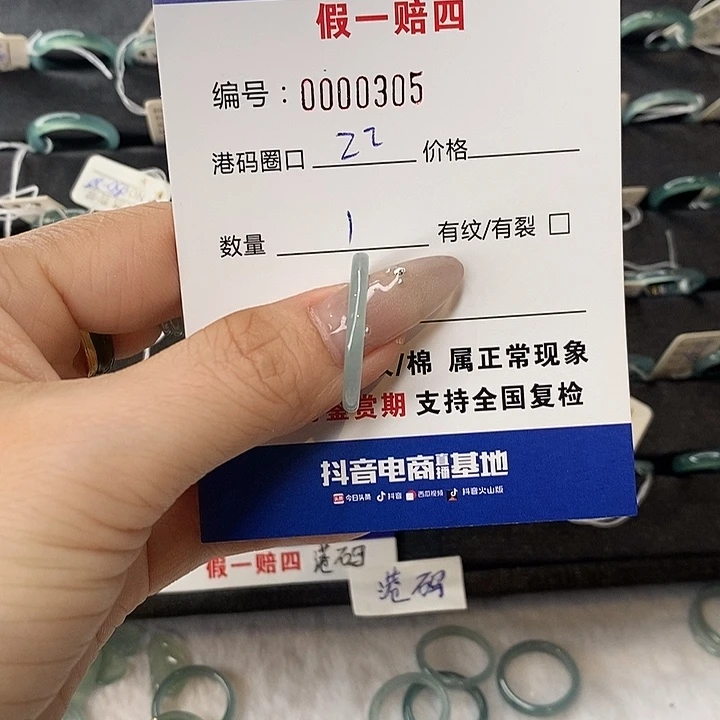 假一赔四
编号：0000305
港码圈口 22 价格
数量 1 有纹/有裂 □
/棉 属正常现象
鉴赏期 支持全国复检
抖音电商直播基地
今日头条 抖音 西瓜视频 抖音火山版
假一赔四 港码
港码